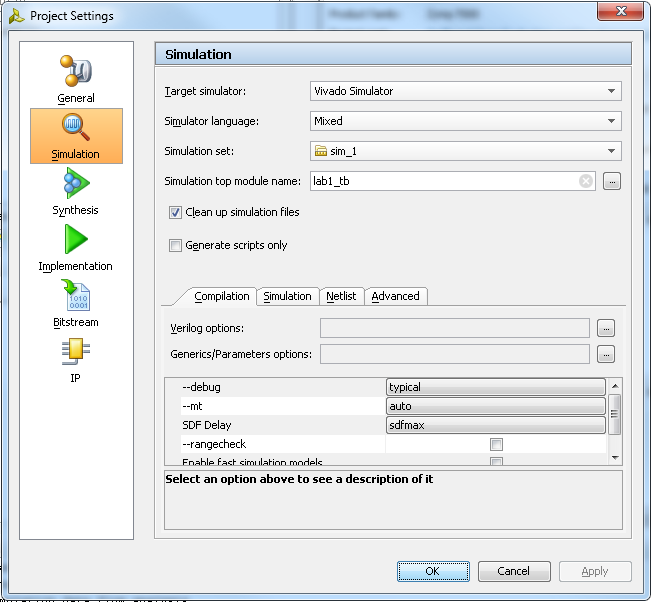 Project Settings
General
Simulation
Synthesis
Implementation
Bitstream
IP
Simulation
Target simulator: Vivado Simulator
Simulator language: Mixed
Simulation set: sim_1
Simulation top module name: lab1_tb ...
Clean up simulation files
Generate scripts only
Compilation Simulation Netlist Advanced
Verilog options: ...
Generics/Parameters options: ...
--debug typical
--mt auto
SDF Delay sdfmax
--rangecheck
Enable fast simulation models
Select an option above to see a description of it
OK Cancel Apply